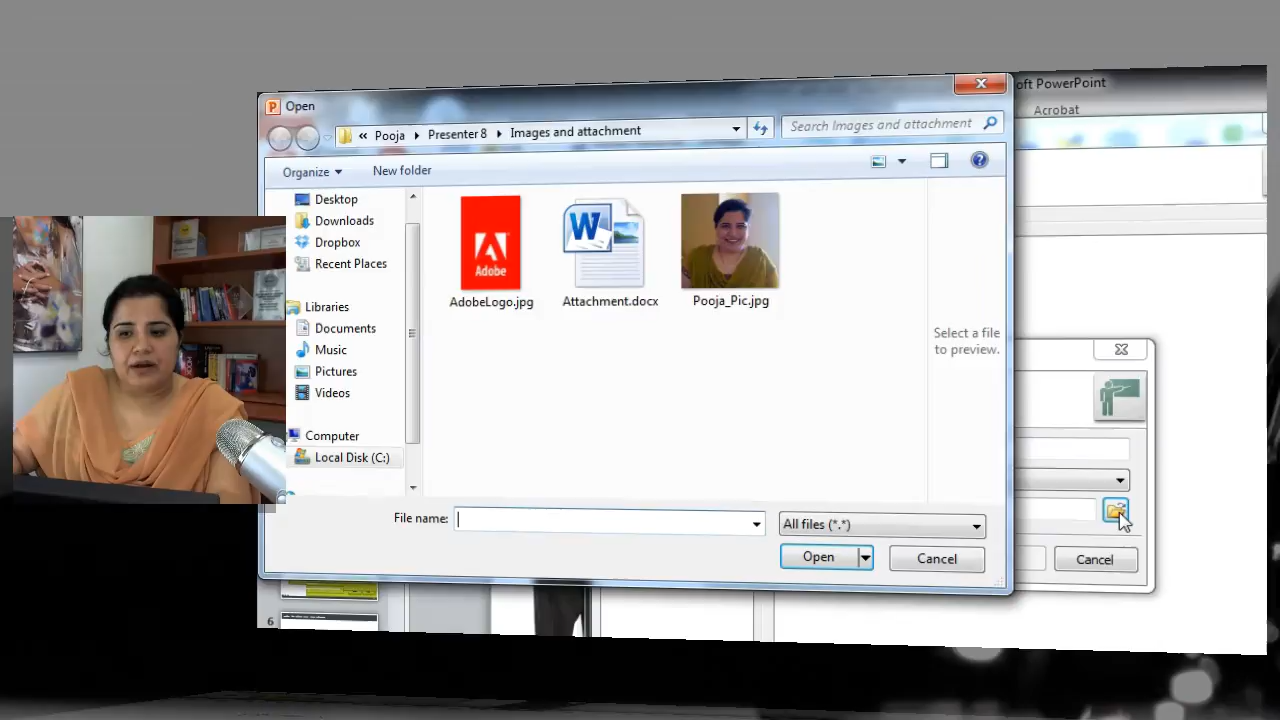 oft PowerPoint
Acrobat
Open
« Pooja ▸ Presenter 8 ▸ Images and attachment
Search Images and attachment
Organize
New folder
Desktop
Downloads
Dropbox
Recent Places
Libraries
Documents
Music
Pictures
Videos
Computer
Local Disk (C:)
Adobe
AdobeLogo.jpg
Attachment.docx
Pooja_Pic.jpg
Select a file
to preview.
File name:
All files (*.*)
Open
Cancel
Cancel
6